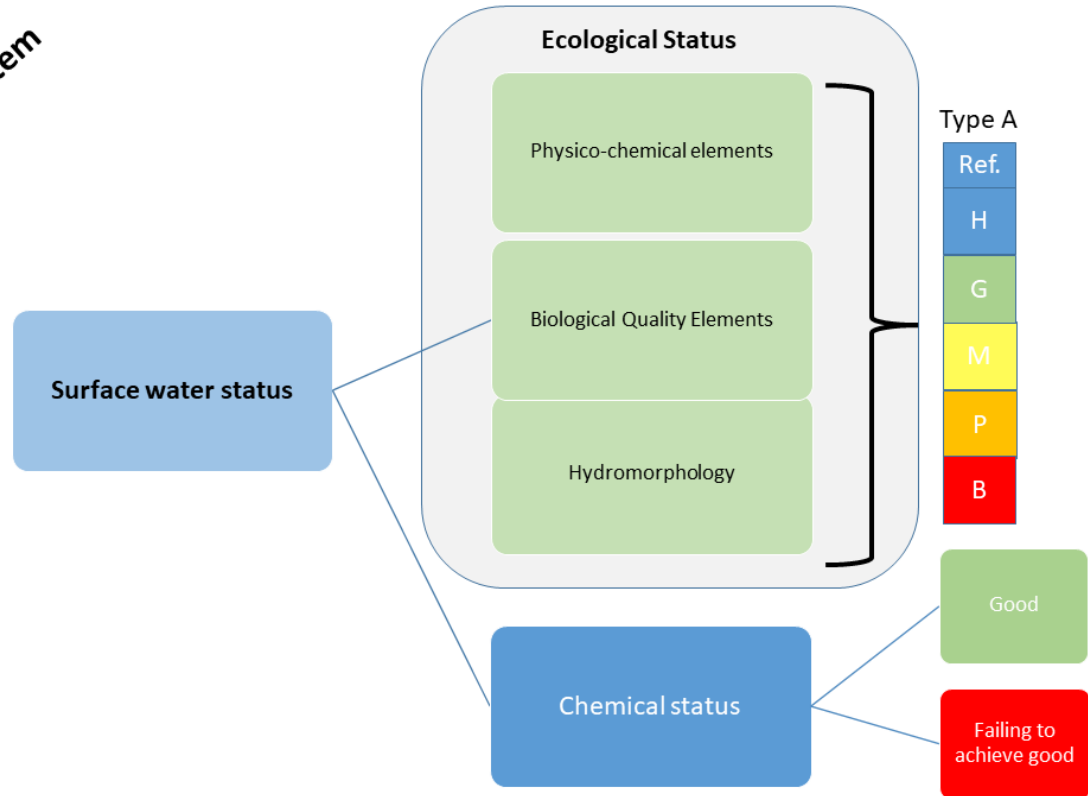 Ecological Status
Physico-chemical elements
Biological Quality Elements
Hydromorphology
Type A
Ref.
H
G
M
P
B
Surface water status
Chemical status
Good
Failing to
achieve good